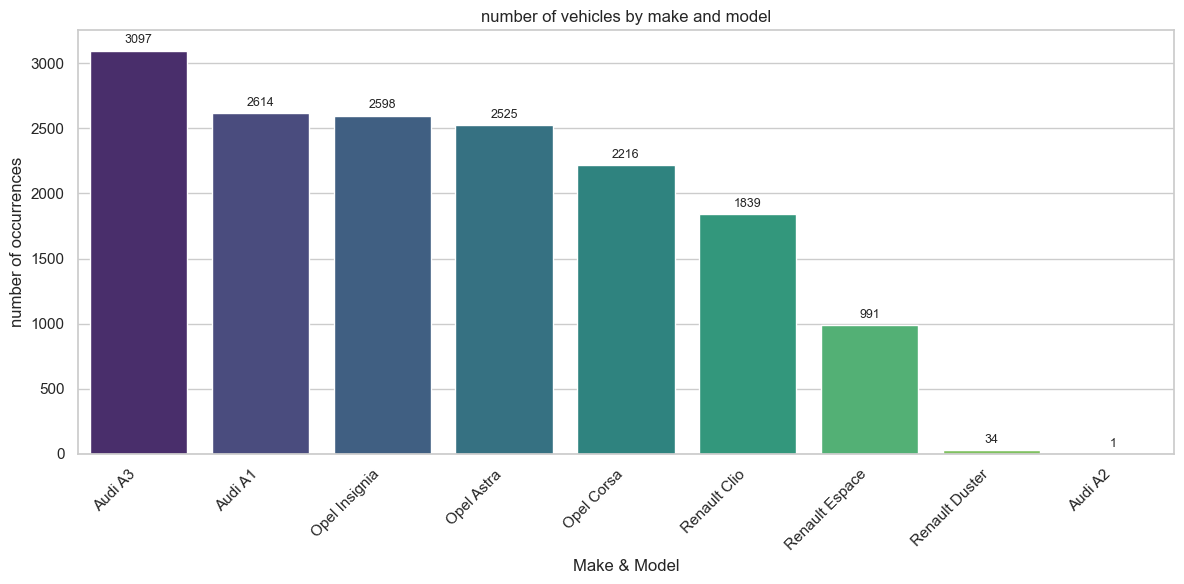 number of vehicles by make and model
3097
2614
2598
2525
2216
1839
991
34
1
number of occurrences
3000
2500
2000
1500
1000
500
0
Audi A3
Audi A1
Opel Insignia
Opel Astra
Opel Corsa
Renault Clio
Renault Espace
Renault Duster
Audi A2
Make & Model